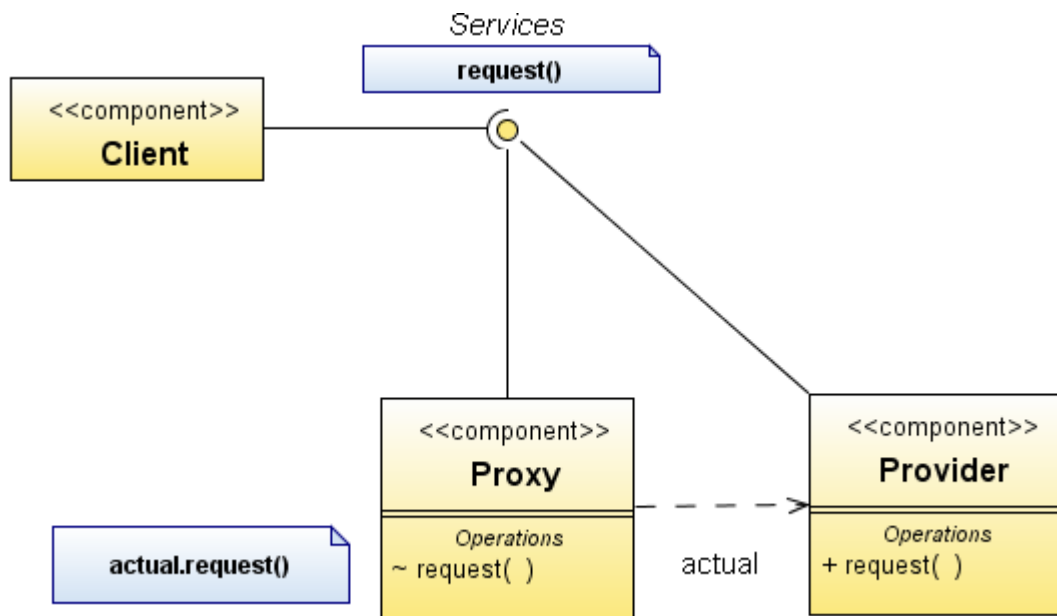 Services
request()
<<component>>
Client
<<component>>
Proxy
Operations
~ request( )
<<component>>
Provider
Operations
+ request( )
actual.request()
actual